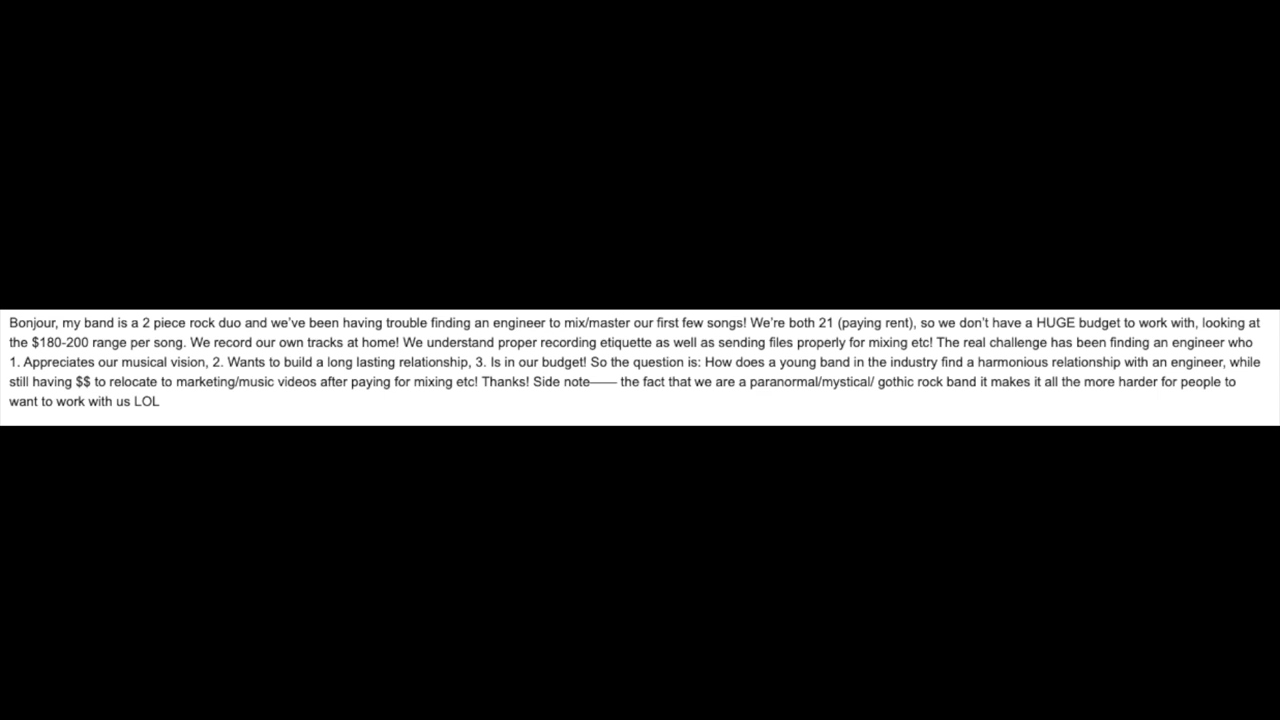 Bonjour, my band is a 2 piece rock duo and we've been having trouble finding an engineer to mix/master our first few songs! We're both 21 (paying rent), so we don't have a HUGE budget to work with, looking at
the $180-200 range per song. We record our own tracks at home! We understand proper recording etiquette as well as sending files properly for mixing etc! The real challenge has been finding an engineer who
1. Appreciates our musical vision, 2. Wants to build a long lasting relationship, 3. Is in our budget! So the question is: How does a young band in the industry find a harmonious relationship with an engineer, while
still having $$ to relocate to marketing/music videos after paying for mixing etc! Thanks! Side note—— the fact that we are a paranormal/mystical/ gothic rock band it makes it all the more harder for people to
want to work with us LOL